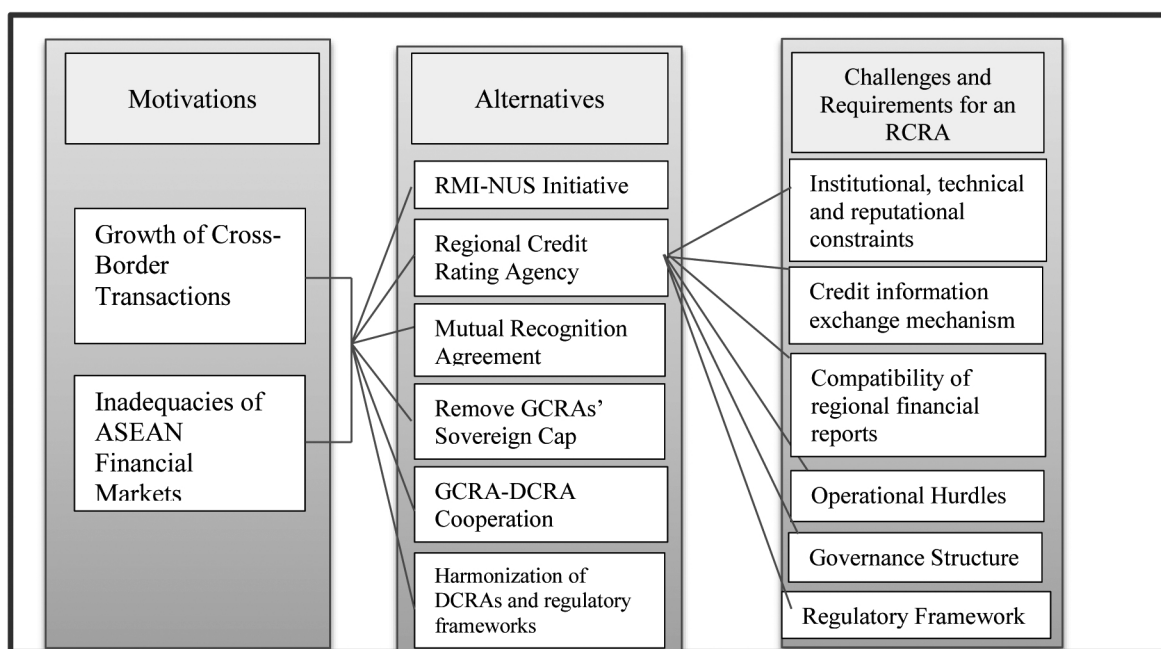 Motivations
Growth of Cross-
Border
Transactions
Inadequacies of
ASEAN
Financial
Markets
Alternatives
RMI-NUS Initiative
Regional Credit
Rating Agency
Mutual Recognition
Agreement
Remove GCRAs’
Sovereign Cap
GCRA-DCRA
Cooperation
Harmonization of
DCRAs and regulatory
frameworks
Challenges and
Requirements for an
RCRA
Institutional, technical
and reputational
constraints
Credit information
exchange mechanism
Compatibility of
regional financial
reports
Operational Hurdles
Governance Structure
Regulatory Framework